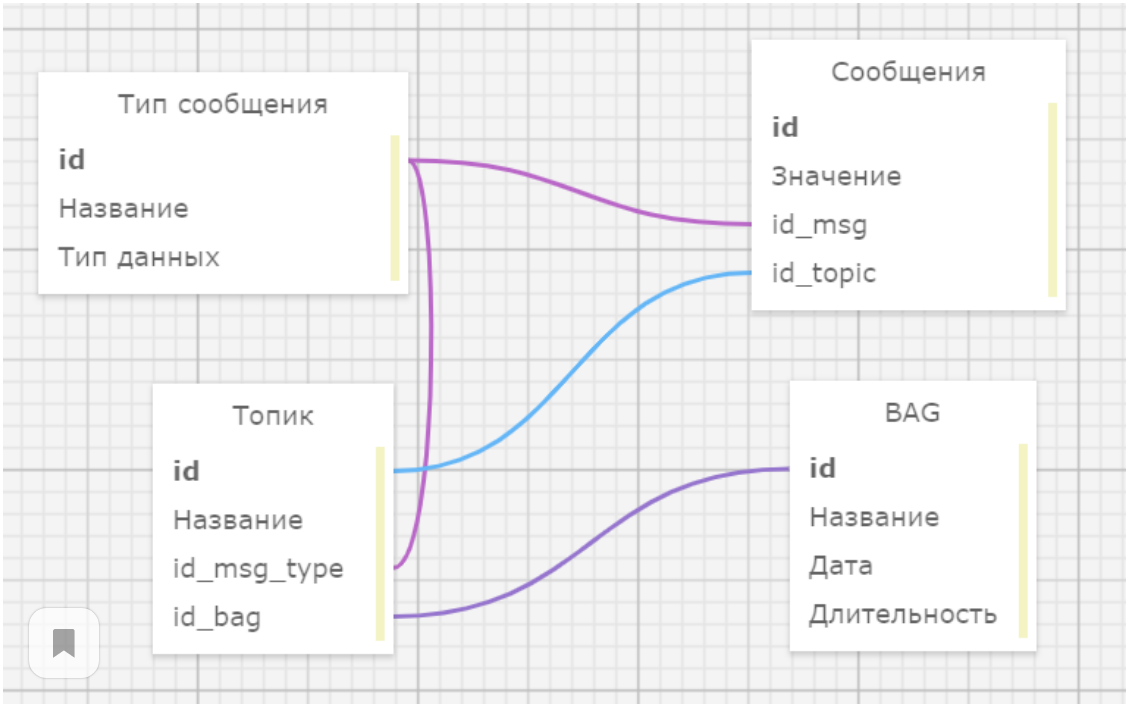 Тип сообщения
id
Название
Тип данных
Сообщения
id
Значение
id_msg
id_topic
Топик
id
Название
id_msg_type
id_bag
BAG
id
Название
Дата
Длительность